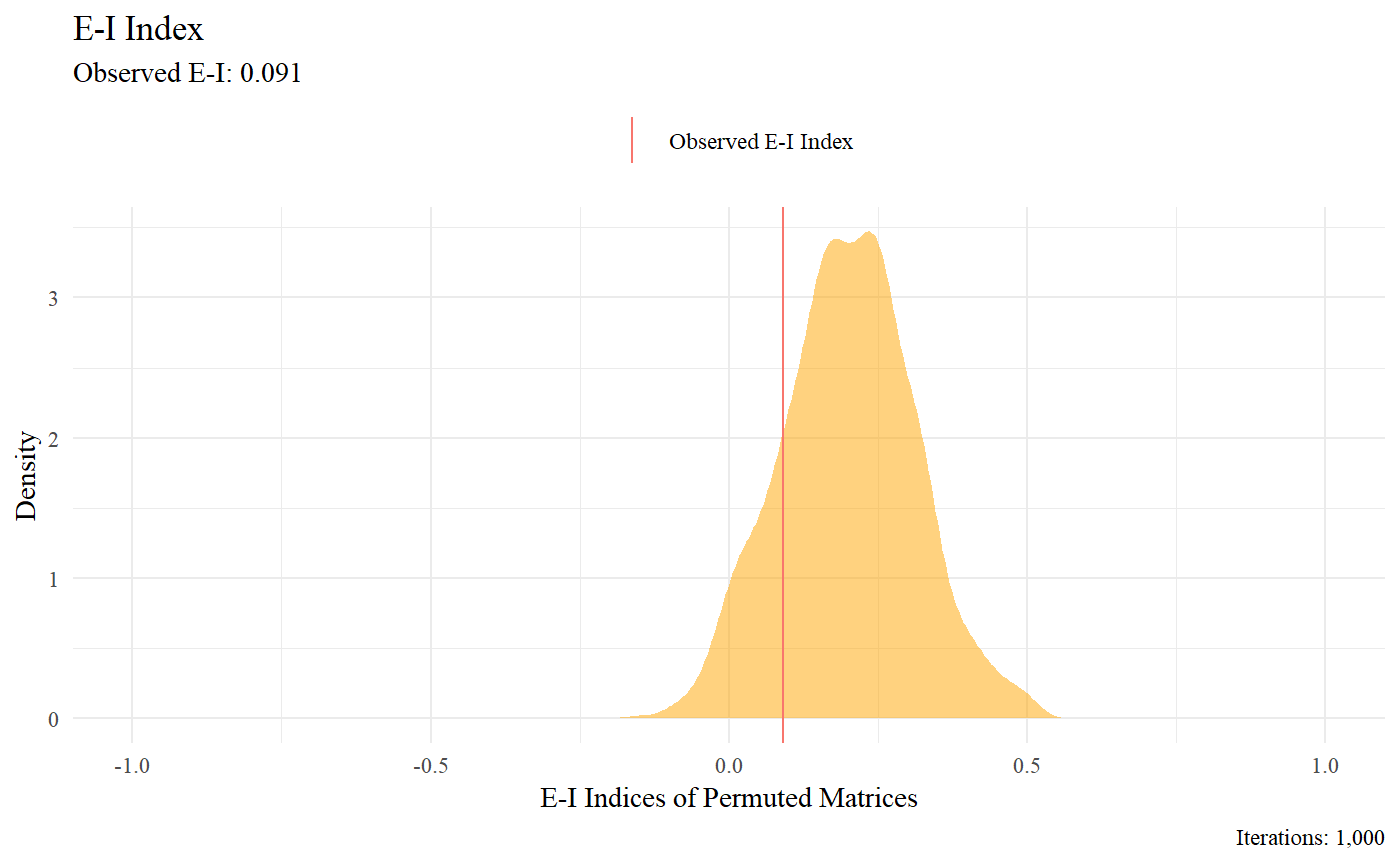 E-I Index
Observed E-I: 0.091
Observed E-I Index
Density
3
2
1
0
-1.0 -0.5 0.0 0.5 1.0
E-I Indices of Permuted Matrices
Iterations: 1,000